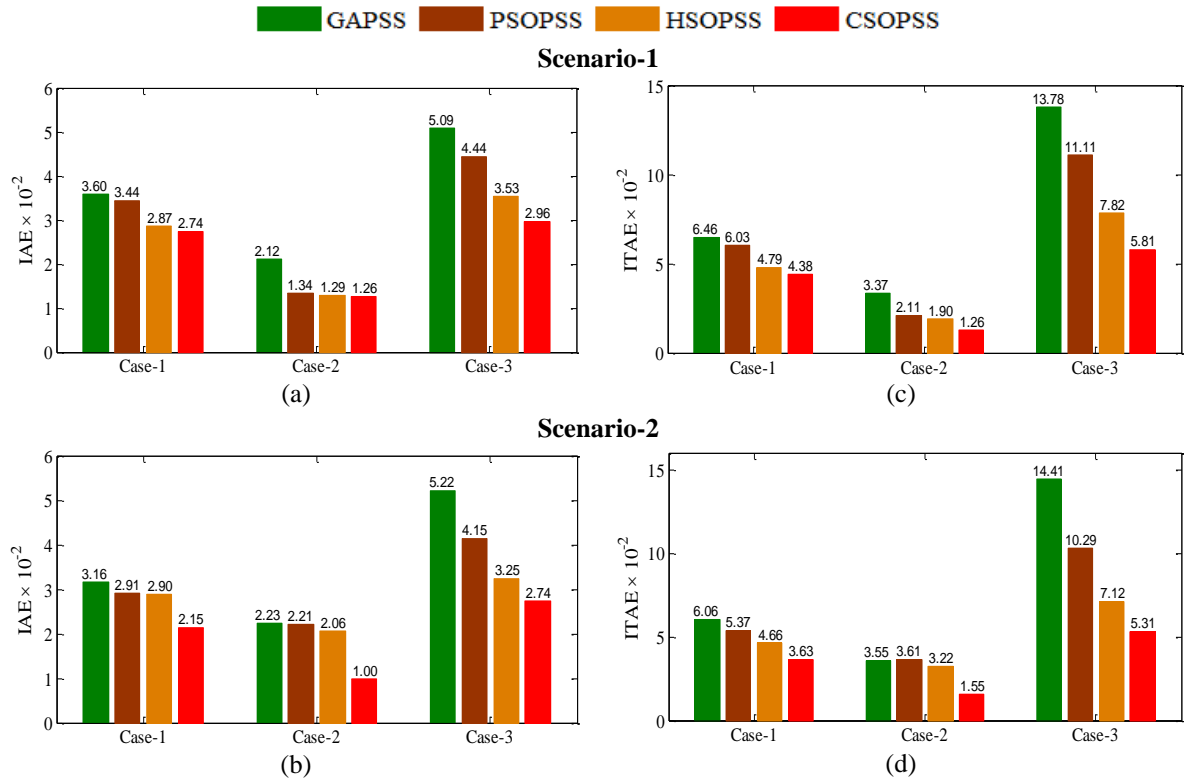 GAPSS PSOPSS HSOPSS CSOPSS
Scenario-1
IAE × 10⁻²
6
5
4
3
2
1
0
3.60 3.44 2.87 2.74
2.12 1.34 1.29 1.26
5.09 4.44 3.53 2.96
Case-1 Case-2 Case-3
(a)
ITAE × 10⁻²
15
10
5
0
6.46 6.03 4.79 4.38
3.37 2.11 1.90 1.26
13.78 11.11 7.82 5.81
Case-1 Case-2 Case-3
(c)
Scenario-2
IAE × 10⁻²
6
5
4
3
2
1
0
3.16 2.91 2.90 2.15
2.23 2.21 2.06 1.00
5.22 4.15 3.25 2.74
Case-1 Case-2 Case-3
(b)
ITAE × 10⁻²
15
10
5
0
6.06 5.37 4.66 3.63
3.55 3.61 3.22 1.55
14.41 10.29 7.12 5.31
Case-1 Case-2 Case-3
(d)